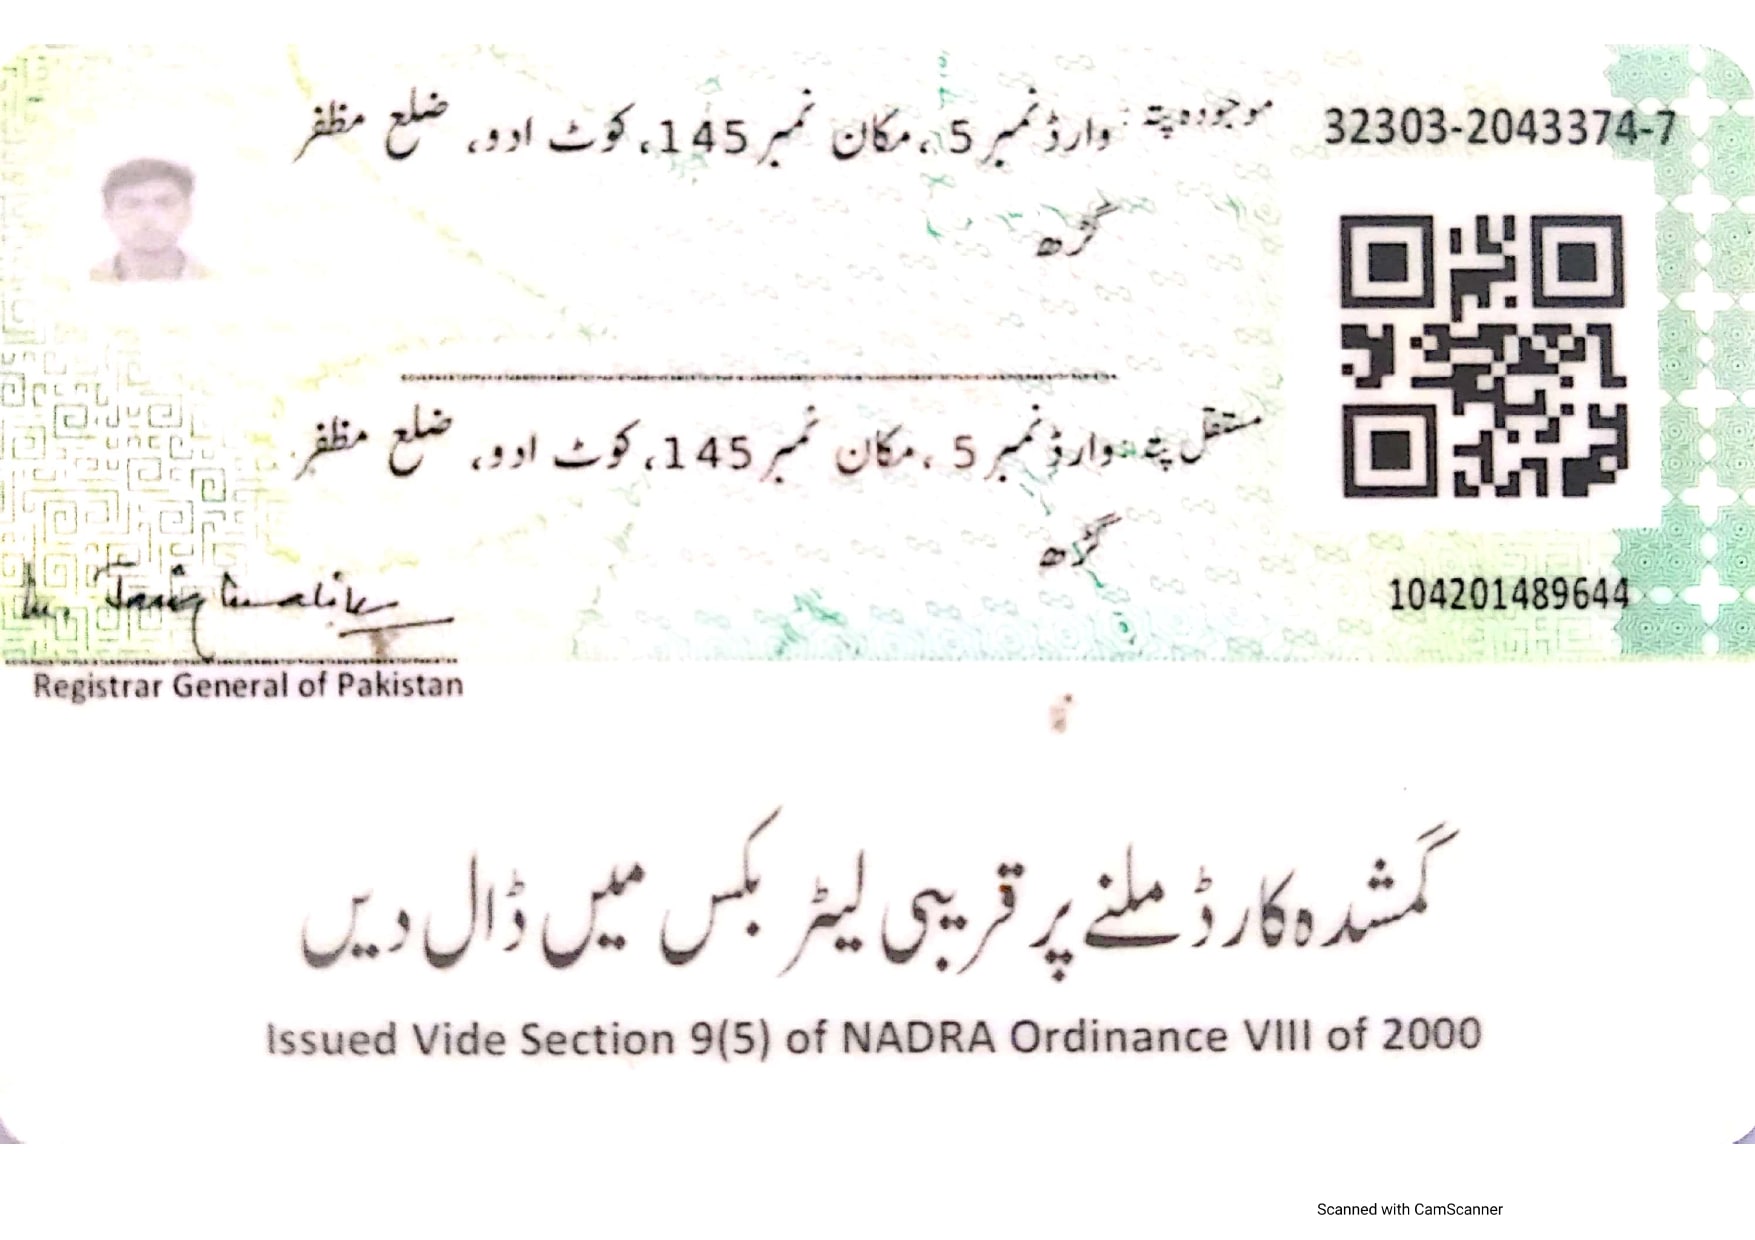 32303-2043374-7
موجودہ پتہ: وارڈ نمبر 5، مکان نمبر 145، کوٹ ادو، ضلع مظفر
گڑھ
مستقل پتہ: وارڈ نمبر 5، مکان نمبر 145، کوٹ ادو، ضلع مظفر
گڑھ
104201489644
Registrar General of Pakistan
گمشدہ کارڈ ملنے پر قریبی لیٹر بکس میں ڈال دیں
Issued Vide Section 9(5) of NADRA Ordinance VIII of 2000
Scanned with CamScanner